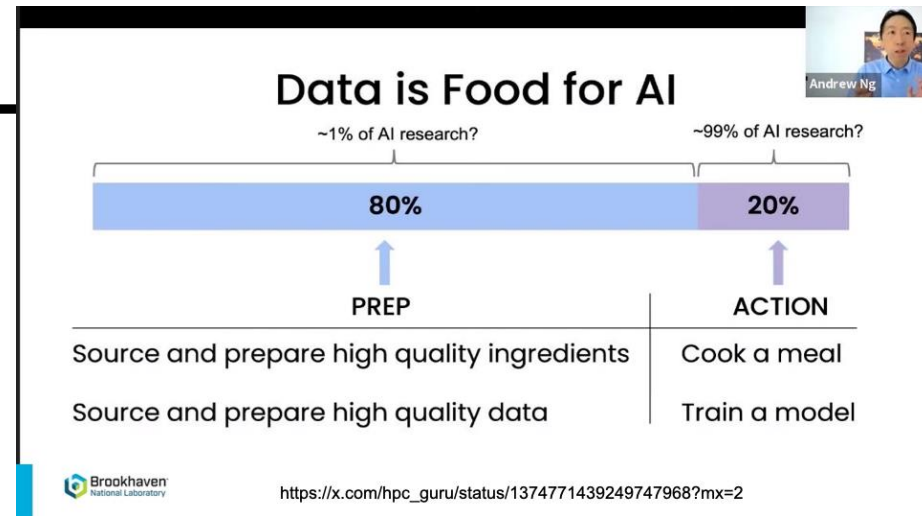 Andrew Ng
Data is Food for AI
~1% of AI research?
~99% of AI research?
80%
20%
PREP
ACTION
Source and prepare high quality ingredients
Cook a meal
Source and prepare high quality data
Train a model
Brookhaven
National Laboratory
https://x.com/hpc_guru/status/1374771439249747968?mx=2